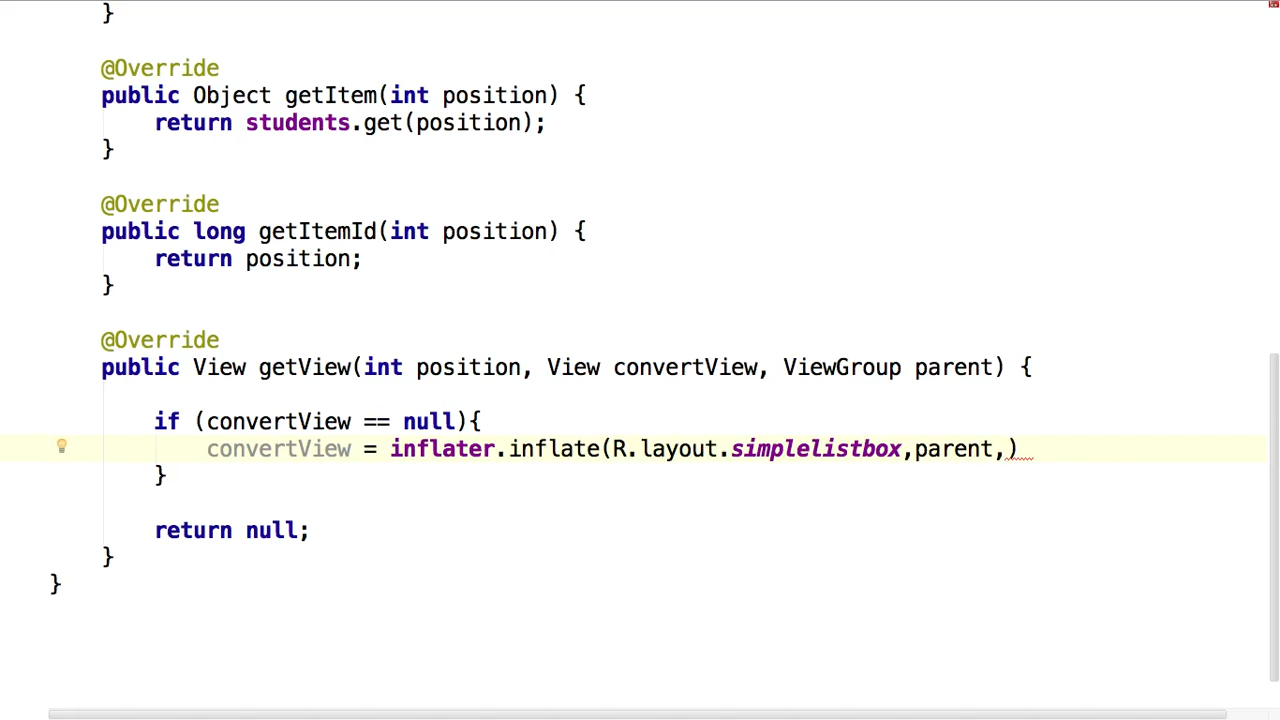 }
@Override
public Object getItem(int position) {
return students.get(position);
}
@Override
public long getItemId(int position) {
return position;
}
@Override
public View getView(int position, View convertView, ViewGroup parent) {
if (convertView == null){
convertView = inflater.inflate(R.layout.simplelistbox,parent,)
}
return null;
}
}